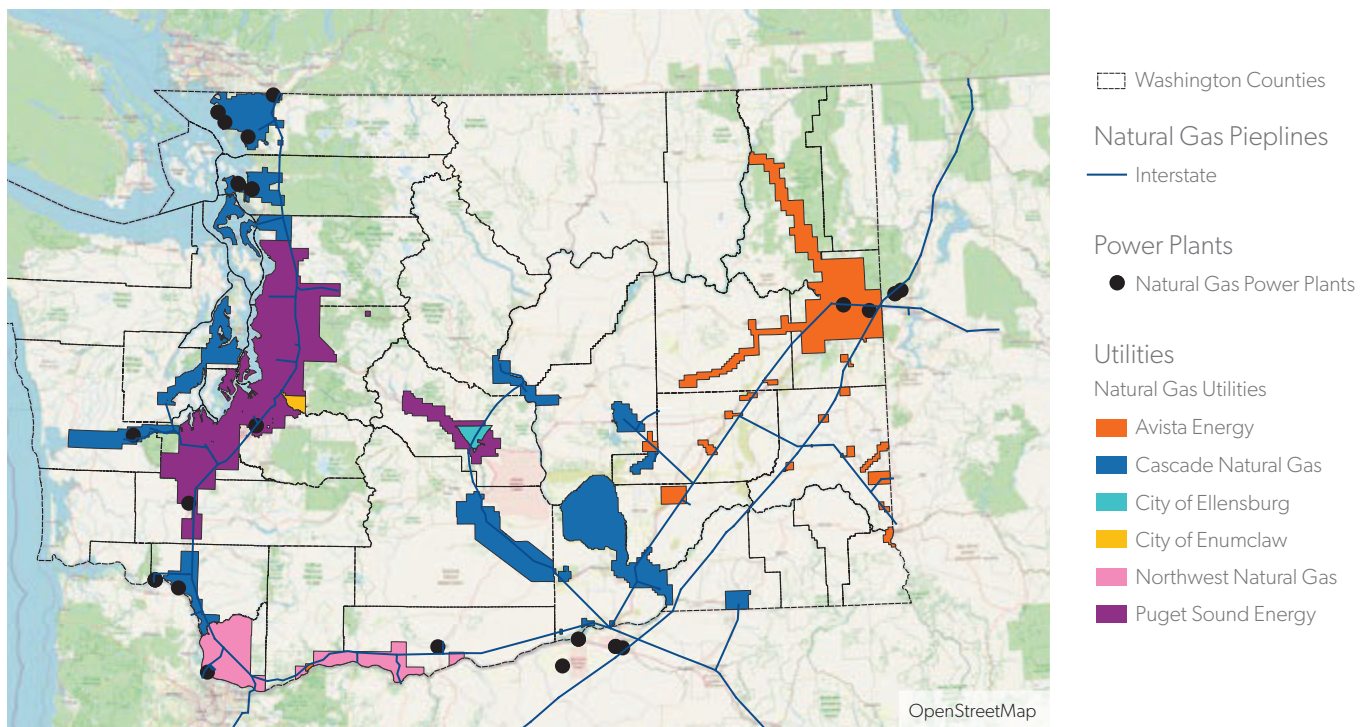 Washington Counties
Natural Gas Pieplines
Interstate
Power Plants
Natural Gas Power Plants
Utilities
Natural Gas Utilities
Avista Energy
Cascade Natural Gas
City of Ellensburg
City of Enumclaw
Northwest Natural Gas
Puget Sound Energy
OpenStreetMap